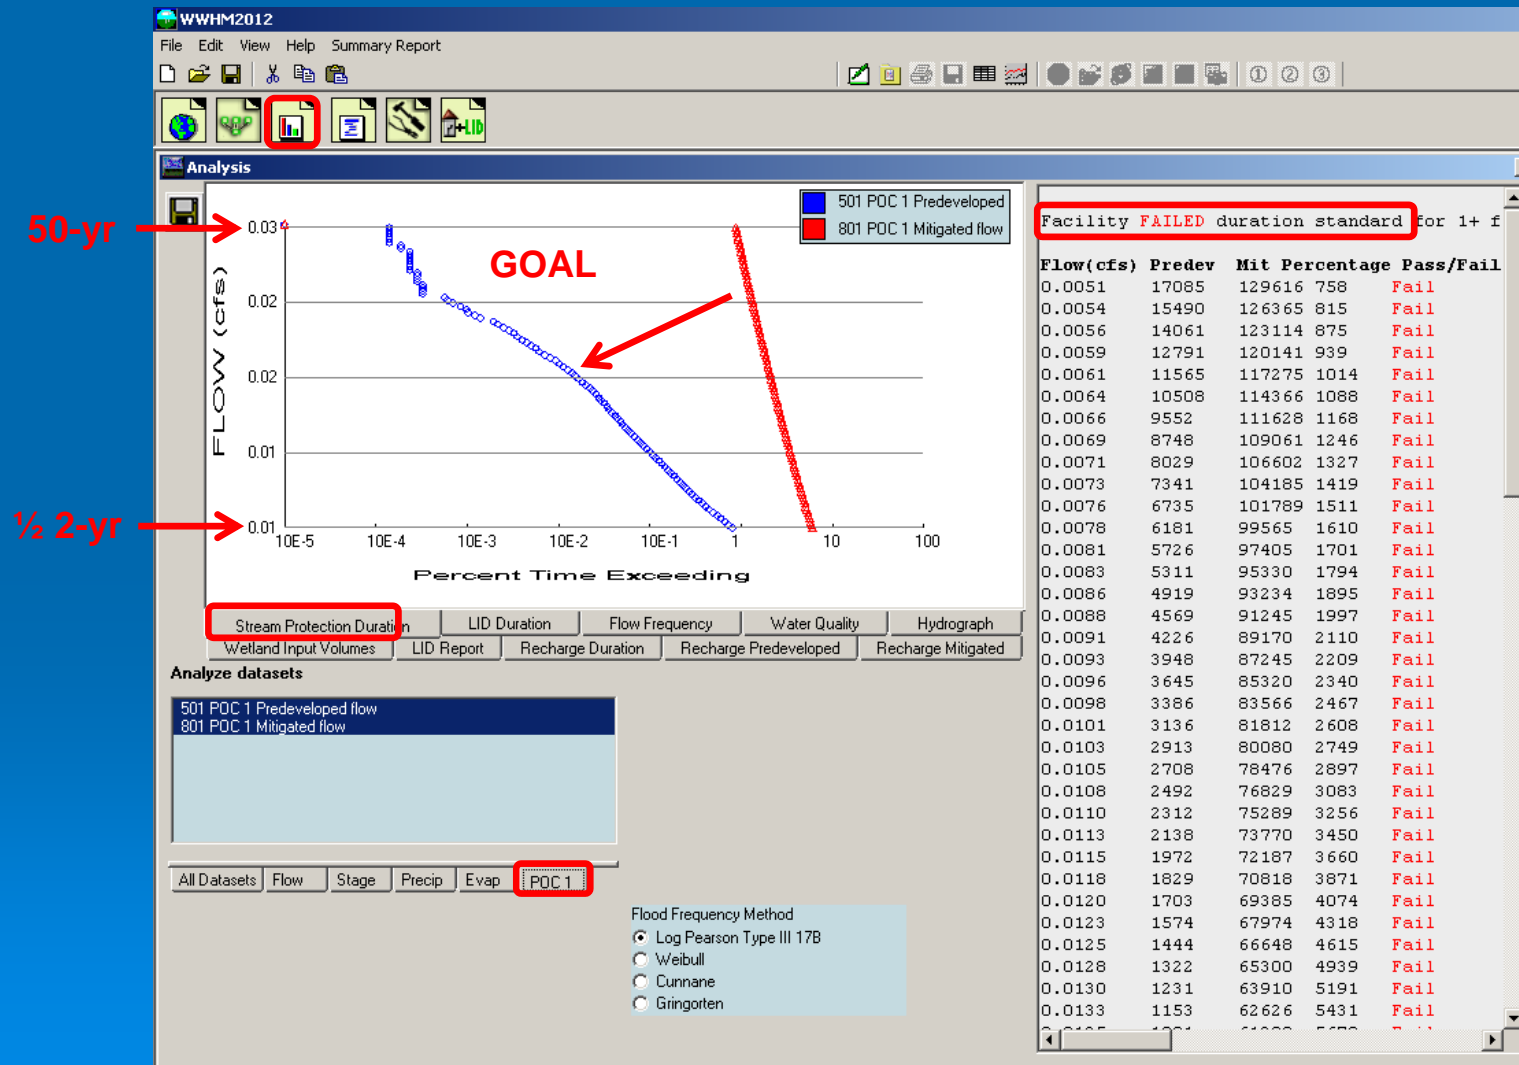 WWHM2012
File Edit View Help Summary Report
① ② ③
+LID
Analysis
501 POC 1 Predeveloped
801 POC 1 Mitigated flow
50-yr
½ 2-yr
GOAL
FLOW (cfs)
0.03
0.02
0.02
0.01
0.01
10E-5 10E-4 10E-3 10E-2 10E-1 1 10 100
Percent Time Exceeding
Stream Protection Duration LID Duration Flow Frequency Water Quality Hydrograph
Wetland Input Volumes LID Report Recharge Duration Recharge Predeveloped Recharge Mitigated
Analyze datasets
501 POC 1 Predeveloped flow
801 POC 1 Mitigated flow
All Datasets Flow Stage Precip Evap POC 1
Flood Frequency Method
Log Pearson Type III 17B
Weibull
Cunnane
Gringorten
Facility FAILED duration standard for 1+ f
Flow(cfs) Predev Mit Percentage Pass/Fail
0.0051 17085 129616 758 Fail
0.0054 15490 126365 815 Fail
0.0056 14061 123114 875 Fail
0.0059 12791 120141 939 Fail
0.0061 11565 117275 1014 Fail
0.0064 10508 114366 1088 Fail
0.0066 9552 111628 1168 Fail
0.0069 8748 109061 1246 Fail
0.0071 8029 106602 1327 Fail
0.0073 7341 104185 1419 Fail
0.0076 6735 101789 1511 Fail
0.0078 6181 99565 1610 Fail
0.0081 5726 97405 1701 Fail
0.0083 5311 95330 1794 Fail
0.0086 4919 93234 1895 Fail
0.0088 4569 91245 1997 Fail
0.0091 4226 89170 2110 Fail
0.0093 3948 87245 2209 Fail
0.0096 3645 85320 2340 Fail
0.0098 3386 83566 2467 Fail
0.0101 3136 81812 2608 Fail
0.0103 2913 80080 2749 Fail
0.0105 2708 78476 2897 Fail
0.0108 2492 76829 3083 Fail
0.0110 2312 75289 3256 Fail
0.0113 2138 73770 3450 Fail
0.0115 1972 72187 3660 Fail
0.0118 1829 70818 3871 Fail
0.0120 1703 69385 4074 Fail
0.0123 1574 67974 4318 Fail
0.0125 1444 66648 4615 Fail
0.0128 1322 65300 4939 Fail
0.0130 1231 63910 5191 Fail
0.0133 1153 62626 5431 Fail